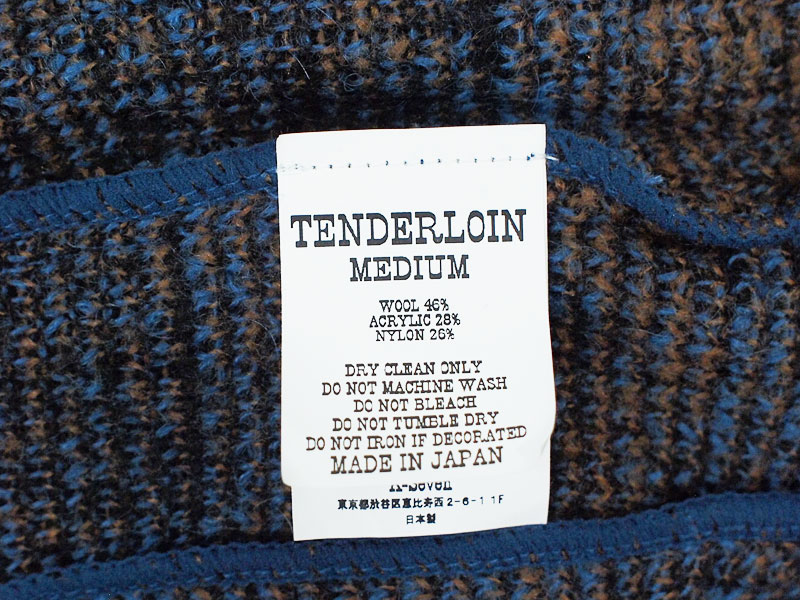 TENDERLOIN
MEDIUM
WOOL 46%
ACRYLIC 28%
NYLON 26%
DRY CLEAN ONLY
DO NOT MACHINE WASH
DO NOT BLEACH
DO NOT TUMBLE DRY
DO NOT IRON IF DECORATED
MADE IN JAPAN
東京都渋谷区恵比寿西2-6-1 1F
日本製